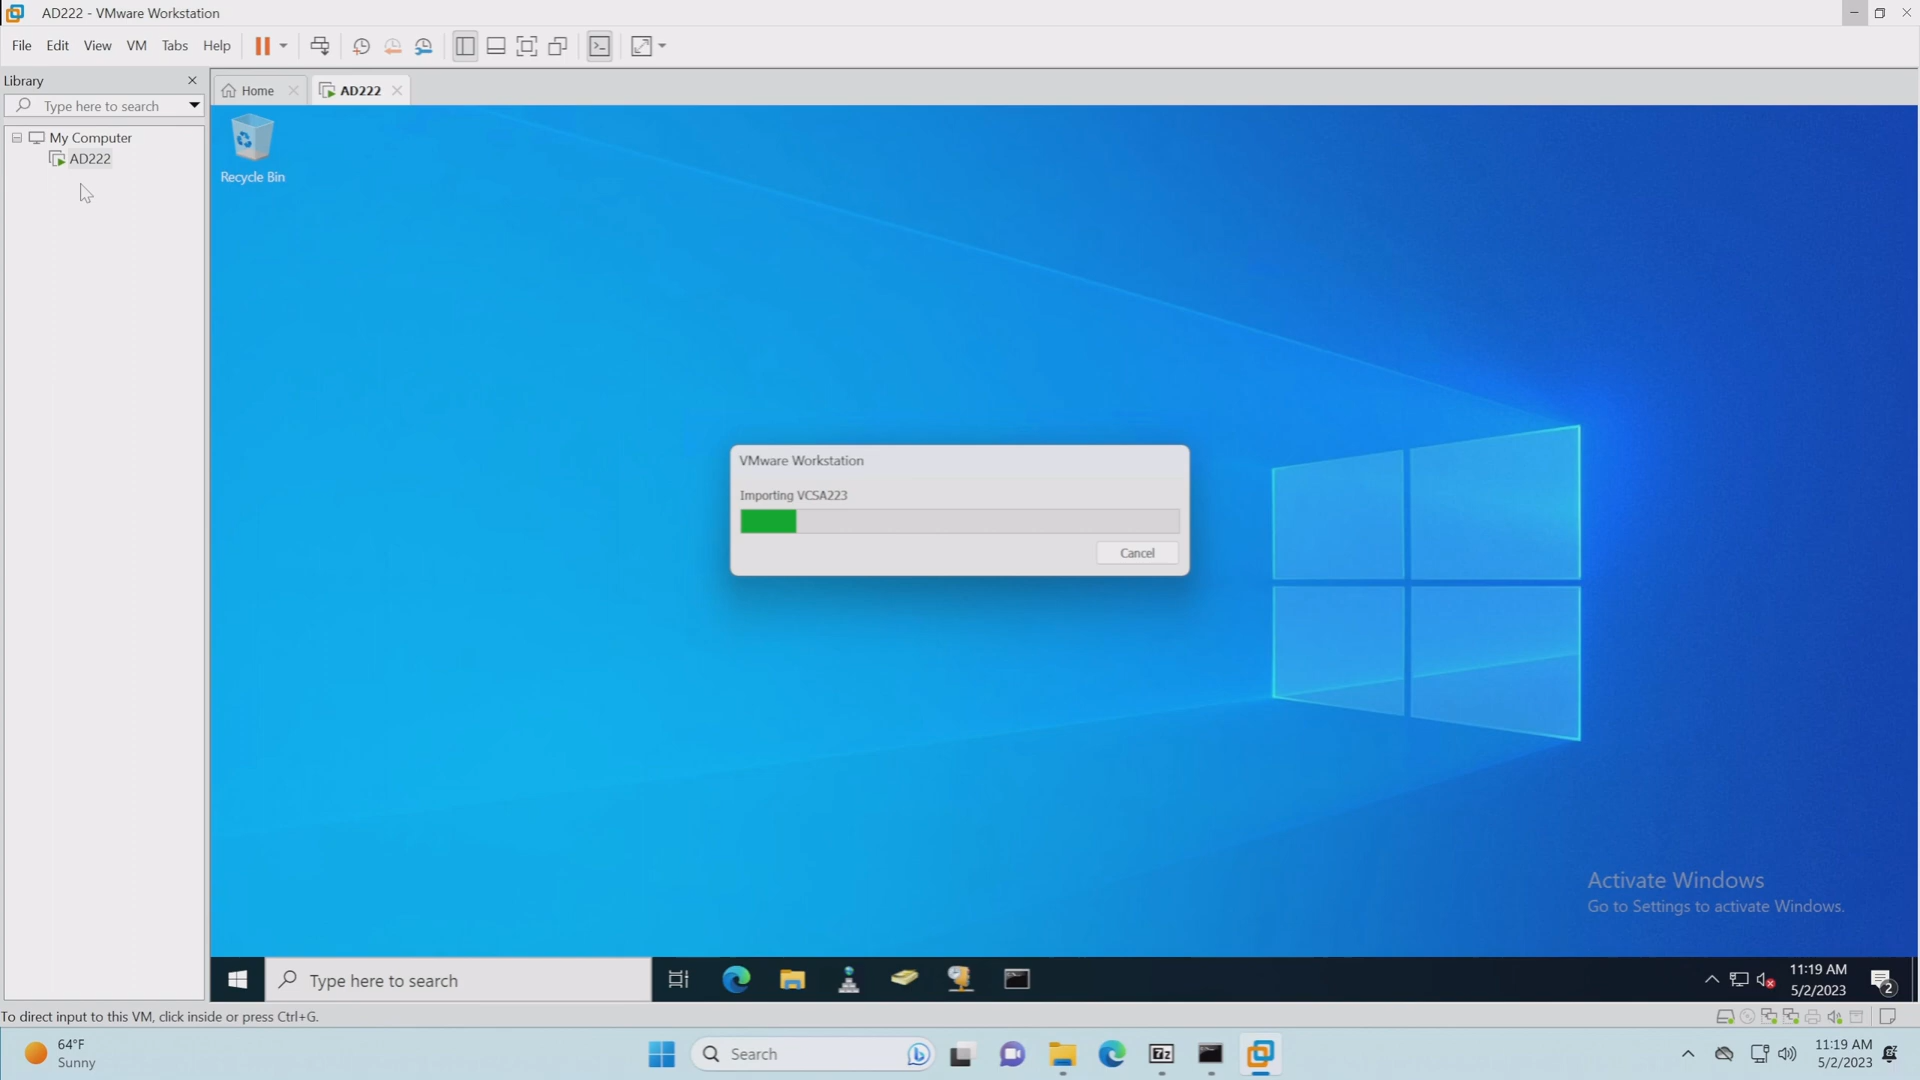 AD222 - VMware Workstation
File Edit View VM Tabs Help
Library
Type here to search
Home
AD222
My Computer
AD222
Recycle Bin
VMware Workstation
Importing VCSA223
Cancel
Activate Windows
Go to Settings to activate Windows.
Type here to search
11:19 AM
5/2/2023
2
To direct input to this VM, click inside or press Ctrl+G.
64°F
Sunny
Search
7z
11:19 AM
5/2/2023